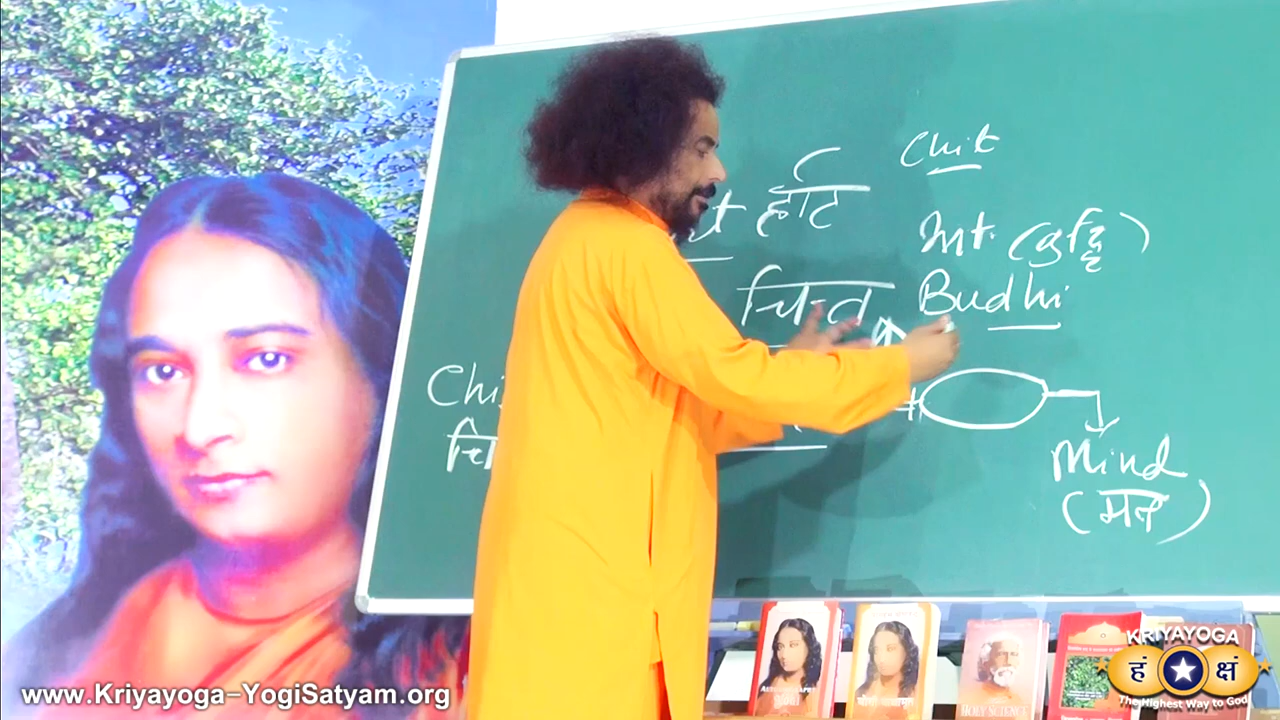 Chit
हार्ट
Int. (बुद्धि)
चित्त
Budhi
Chi
चि
Mind
(मन)
HOLY SCIENCE
KRIYAYOGA
हं क्षं
The Highest Way to God
www.Kriyayoga-YogiSatyam.org